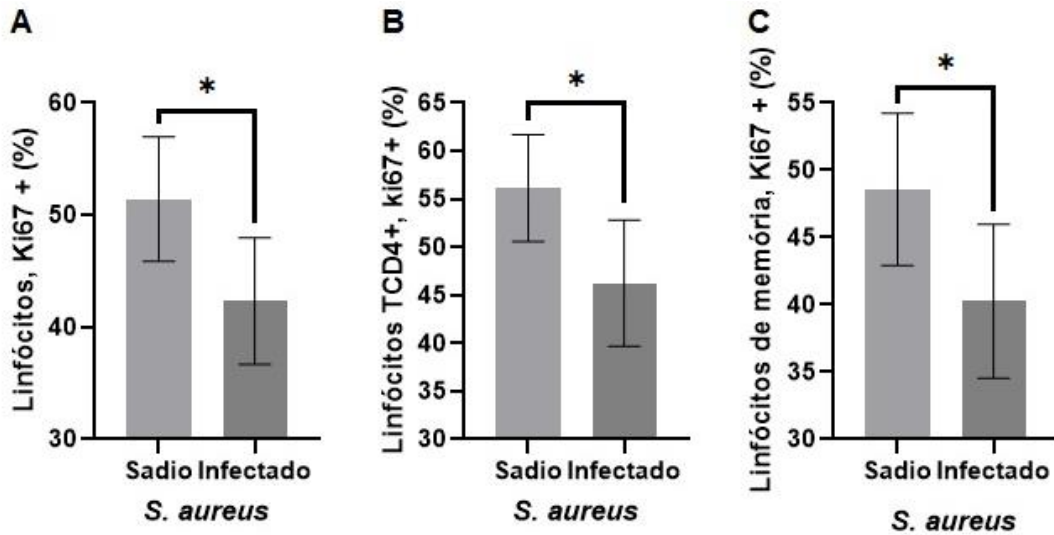 A
Linfócitos, Ki67 + (%)
60
50
40
30
*
Sadio Infectado
S. aureus
B
Linfócitos TCD4+, ki67+ (%)
65
60
55
50
45
40
35
30
*
Sadio Infectado
S. aureus
C
Linfócitos de memória, Ki67 + (%)
55
50
45
40
35
30
*
Sadio Infectado
S. aureus